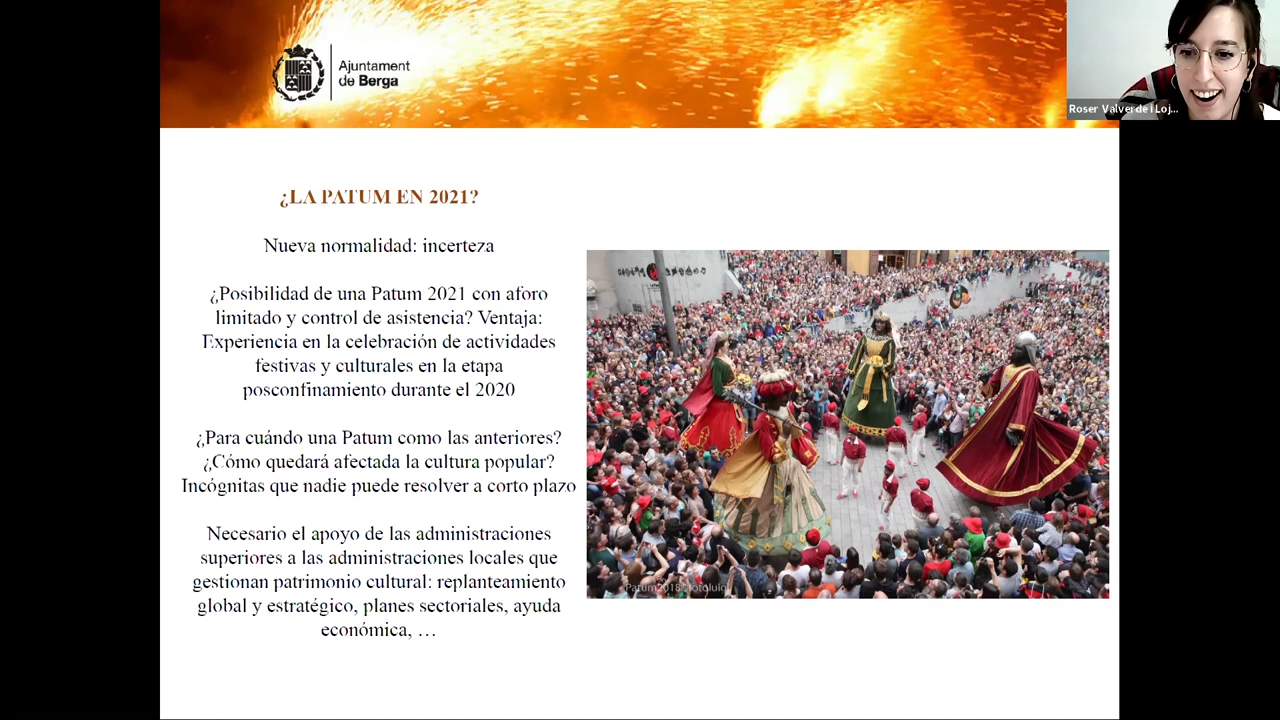 Ajuntament
de Berga
Roser Valverde i Loj...
¿LA PATUM EN 2021?
Nueva normalidad: incerteza
¿Posibilidad de una Patum 2021 con aforo
limitado y control de asistencia? Ventaja:
Experiencia en la celebración de actividades
festivas y culturales en la etapa
posconfinamiento durante el 2020
¿Para cuándo una Patum como las anteriores?
¿Cómo quedará afectada la cultura popular?
Incógnitas que nadie puede resolver a corto plazo
Necesario el apoyo de las administraciones
superiores a las administraciones locales que
gestionan patrimonio cultural: replanteamiento
global y estratégico, planes sectoriales, ayuda
económica, …
Patum2018